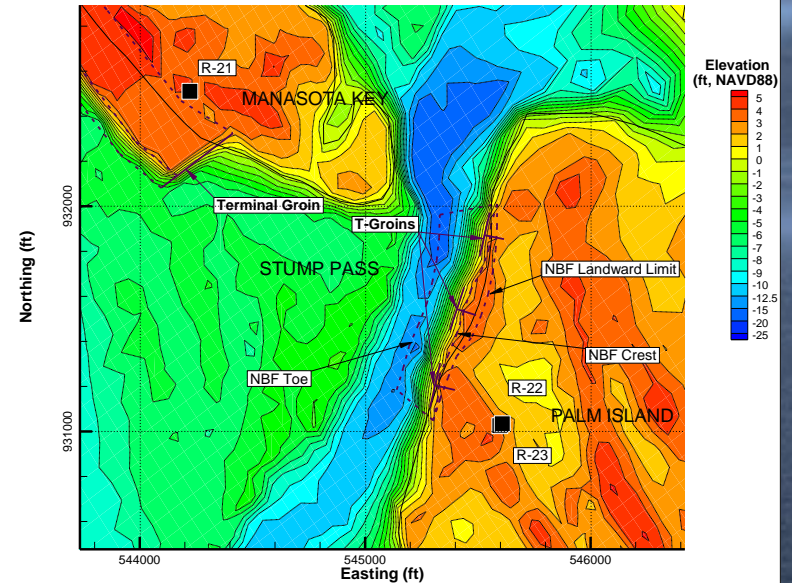 Elevation
(ft, NAVD88)
5
4
3
2
1
0
-1
-2
-3
-4
-5
-6
-7
-8
-9
-10
-12.5
-15
-20
-25
R-21
MANASOTA KEY
Terminal Groin
T-Groins
STUMP PASS
NBF Landward Limit
NBF Crest
NBF Toe
R-22
PALM ISLAND
R-23
932000
931000
Northing (ft)
544000
545000
546000
Easting (ft)